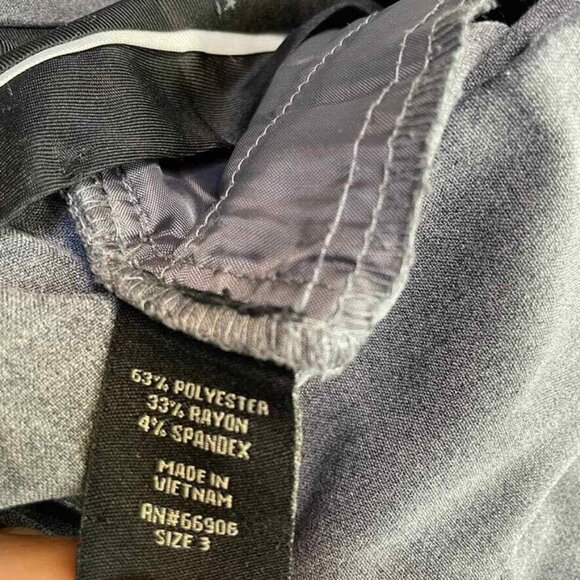 63% POLYESTER
33% RAYON
4% SPANDEX
MADE IN
VIETNAM
RN#66906
SIZE 3